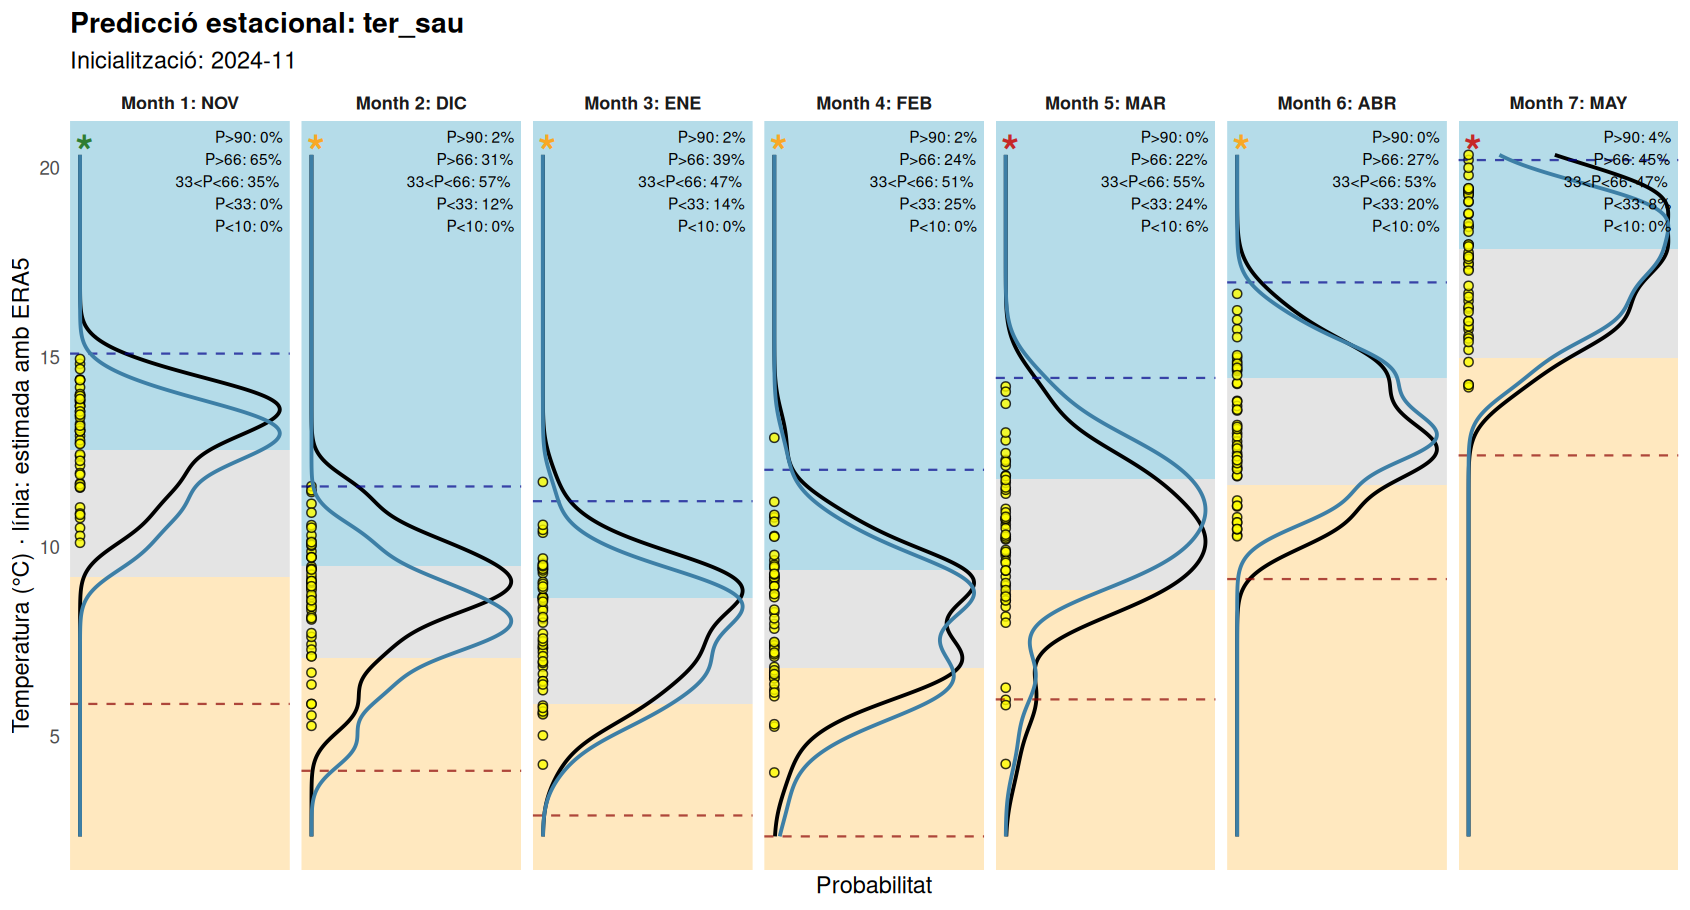 Predicció estacional: ter_sau
Inicialització: 2024-11
Month 1: NOV
Month 2: DIC
Month 3: ENE
Month 4: FEB
Month 5: MAR
Month 6: ABR
Month 7: MAY
*
P>90: 0%
P>66: 65%
33<P<66: 35%
P<33: 0%
P<10: 0%
*
P>90: 2%
P>66: 31%
33<P<66: 57%
P<33: 12%
P<10: 0%
*
P>90: 2%
P>66: 39%
33<P<66: 47%
P<33: 14%
P<10: 0%
*
P>90: 2%
P>66: 24%
33<P<66: 51%
P<33: 25%
P<10: 0%
*
P>90: 0%
P>66: 22%
33<P<66: 55%
P<33: 24%
P<10: 6%
*
P>90: 0%
P>66: 27%
33<P<66: 53%
P<33: 20%
P<10: 0%
*
P>90: 4%
P>66: 45%
33<P<66: 47%
P<33: 8%
P<10: 0%
20
15
10
5
Temperatura (°C) · línia: estimada amb ERA5
Probabilitat